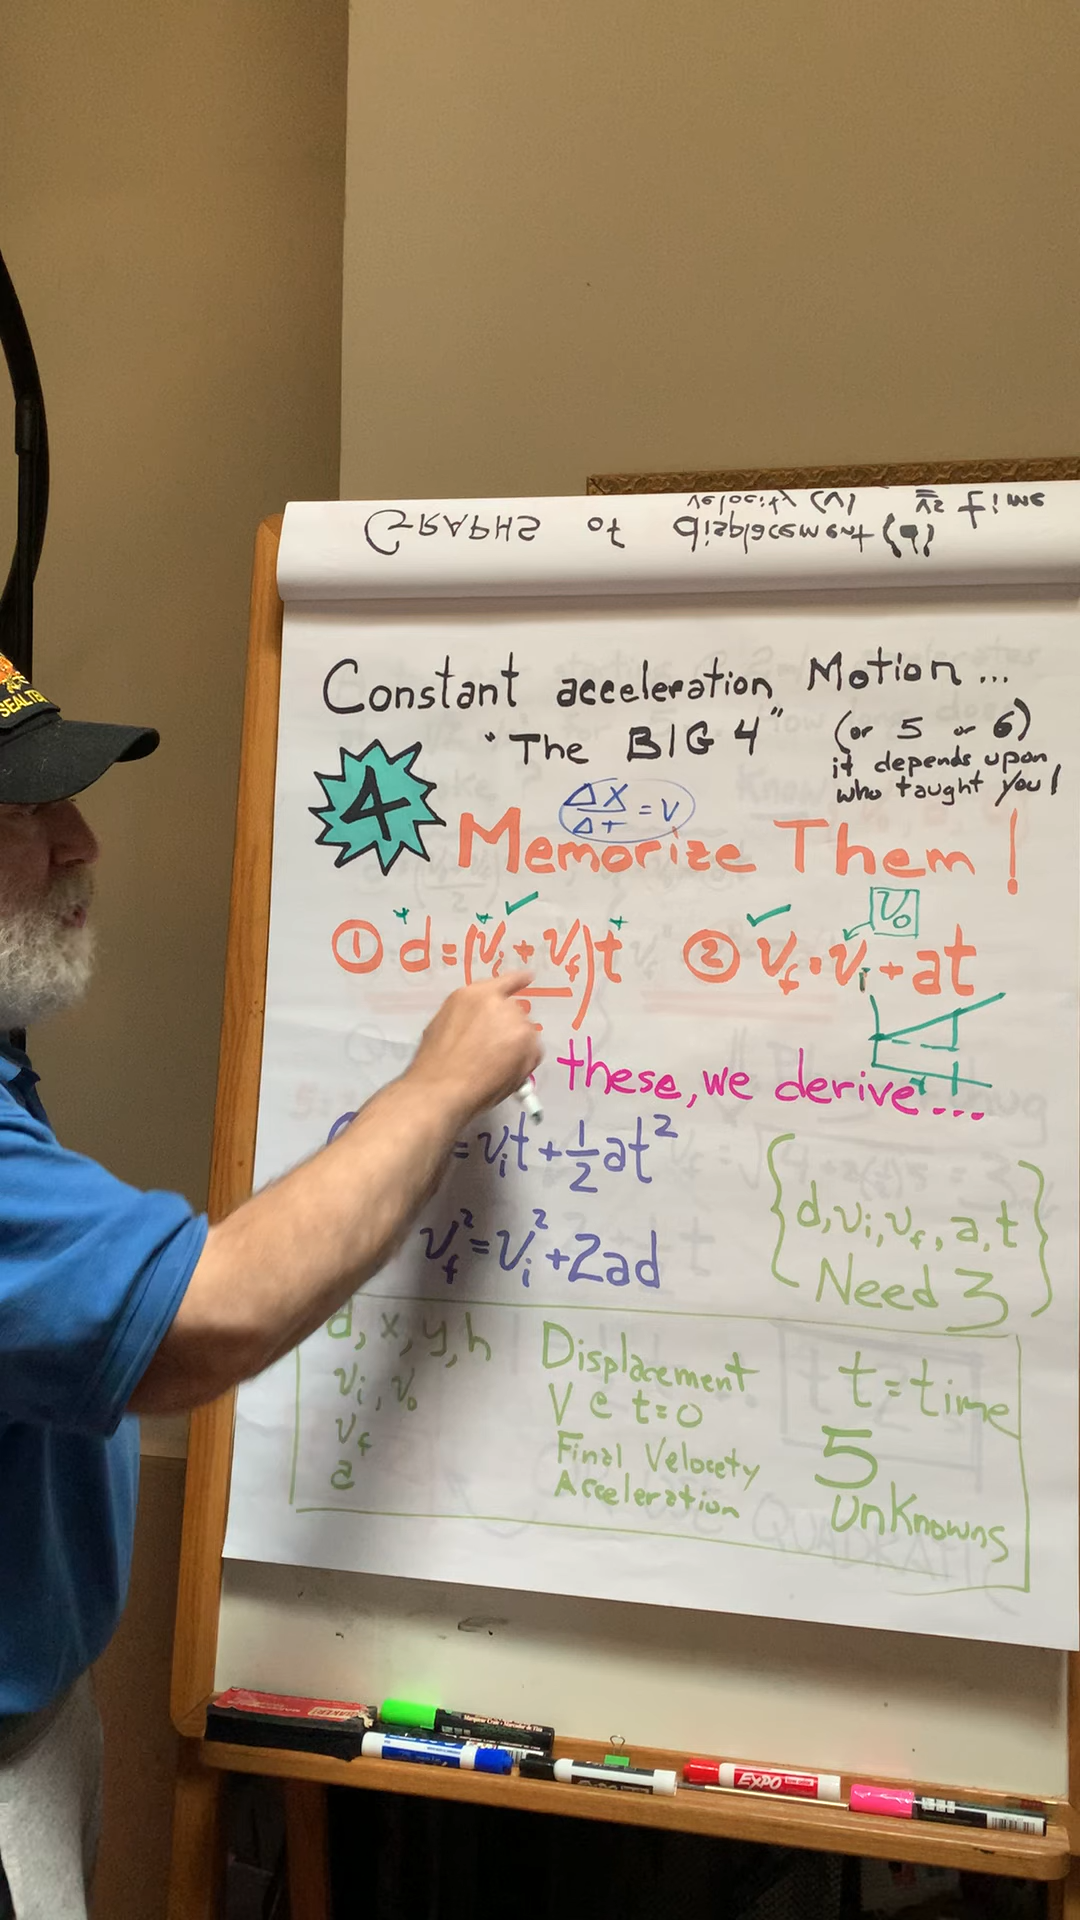 velocity (v) vs time
GRAPHS of displacement (d)
Constant acceleration Motion...
"The BIG 4" (or 5 or 6)
it depends upon
who taught you!
4
Δx/Δt = v
Memorize Them!
① d = (vi + vf)t ② vf = vi + at
v₀
these, we derive...
= vit + 1/2 at²
vf² = vi² + 2ad
d, vi, vf, a, t
Need 3
d, x, y, h Displacement t = time
vi, v₀ V @ t=0
vf Final Velocety
a Acceleration
5
UnKnowns
EXPO